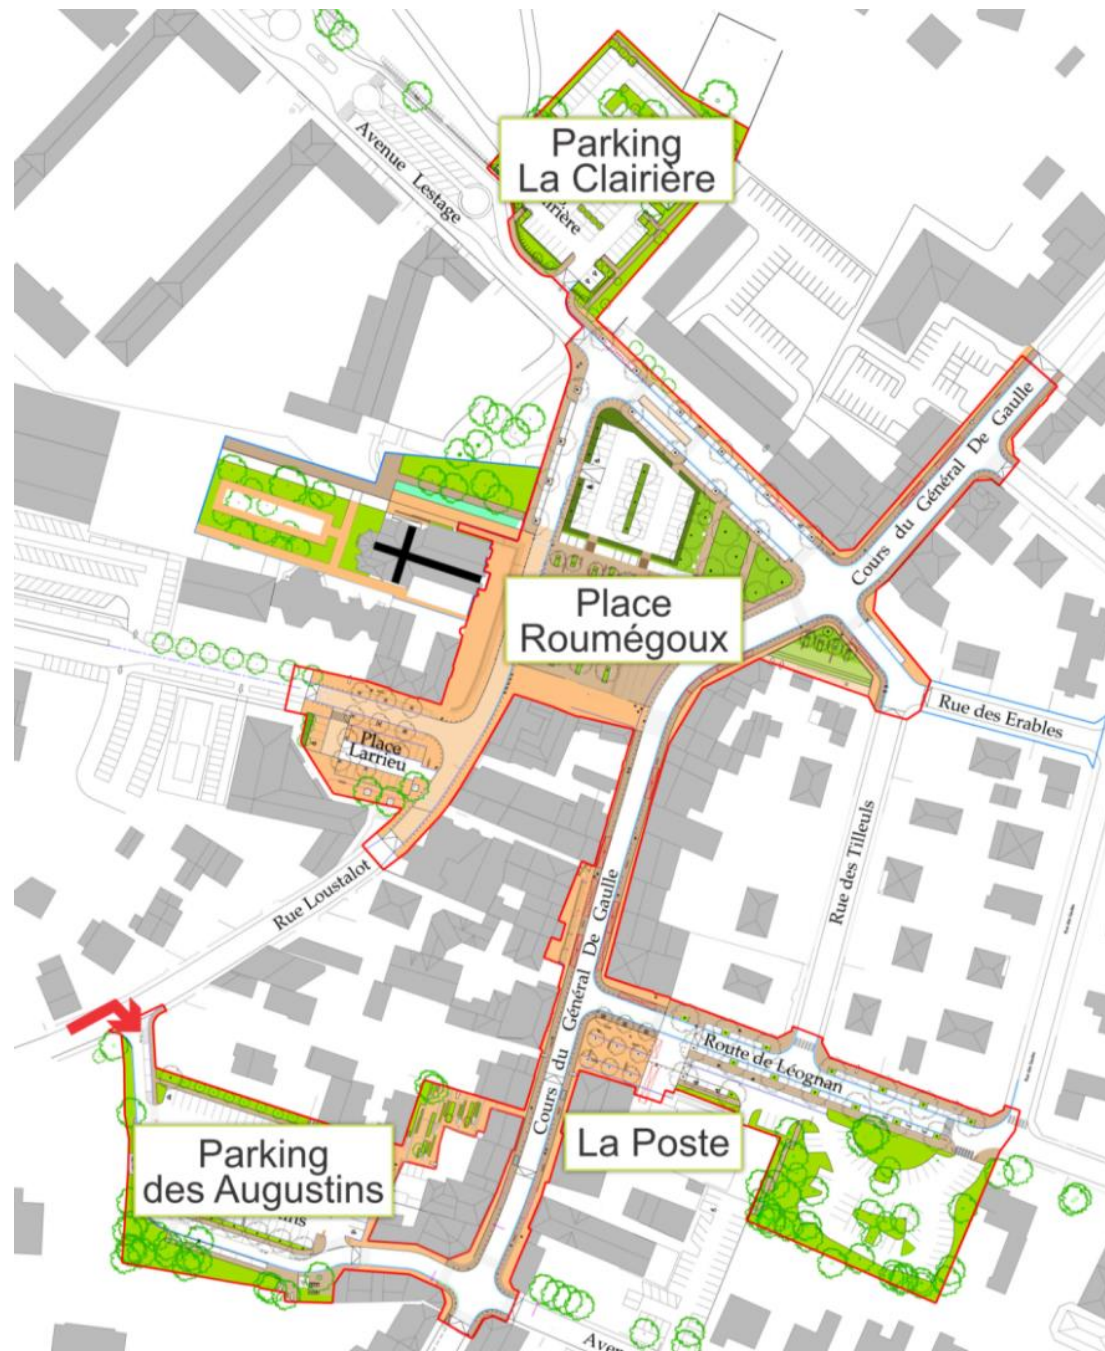 Parking
La Clairière
Avenue Lestage
Cours du Général De Gaulle
Place
Roumégoux
Rue des Erables
Place
Larrieu
Rue des Tilleuls
Rue Loustalot
Cours du Général De Gaulle
Route de Léognan
La Poste
Parking
des Augustins